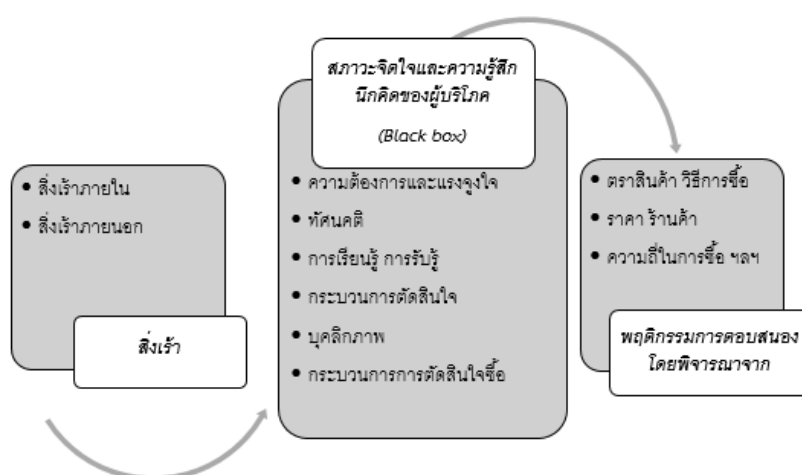 • สิ่งเร้าภายใน
• สิ่งเร้าภายนอก
สิ่งเร้า
สภาวะจิตใจและความรู้สึก
นึกคิดของผู้บริโภค
(Black box)
• ความต้องการและแรงจูงใจ
• ทัศนคติ
• การเรียนรู้ การรับรู้
• กระบวนการตัดสินใจ
• บุคลิกภาพ
• กระบวนการการตัดสินใจซื้อ
• ตราสินค้า วิธีการซื้อ
• ราคา ร้านค้า
• ความถี่ในการซื้อ ฯลฯ
พฤติกรรมการตอบสนอง
โดยพิจารณาจาก